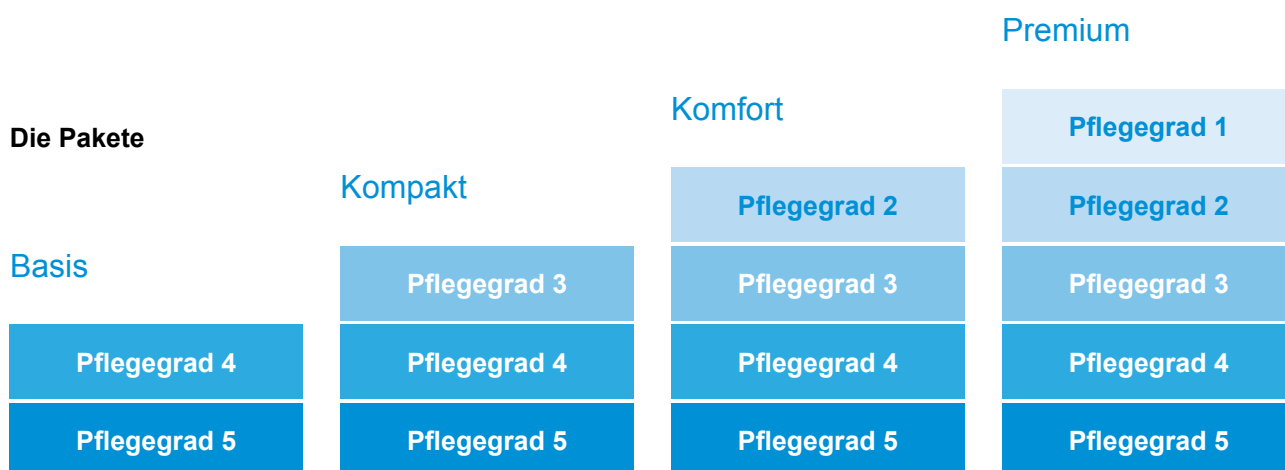 Die Pakete
Basis
Pflegegrad 4
Pflegegrad 5
Kompakt
Pflegegrad 3
Pflegegrad 4
Pflegegrad 5
Komfort
Pflegegrad 2
Pflegegrad 3
Pflegegrad 4
Pflegegrad 5
Premium
Pflegegrad 1
Pflegegrad 2
Pflegegrad 3
Pflegegrad 4
Pflegegrad 5